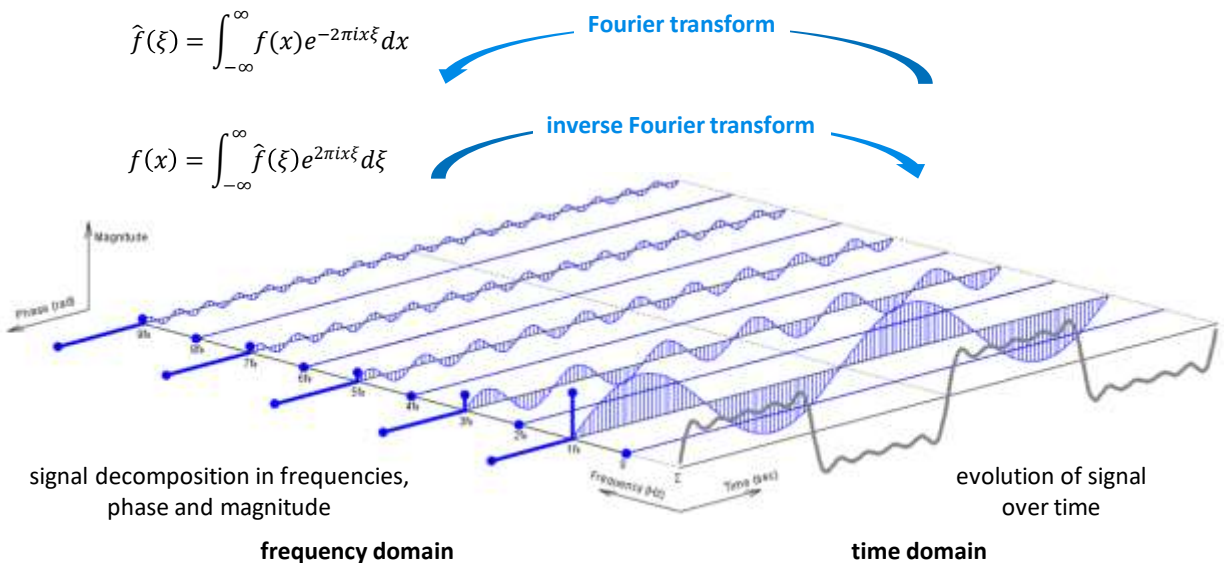 f̂(ξ) = ∫_{-∞}^{∞} f(x)e^{-2πixξ}dx
Fourier transform
f(x) = ∫_{-∞}^{∞} f̂(ξ)e^{2πixξ}dξ
inverse Fourier transform
Magnitude
Phase (rad)
9f₀
8f₀
7f₀
6f₀
5f₀
4f₀
3f₀
2f₀
1f₀
0
Σ
Frequency (Hz)
Time (sec)
signal decomposition in frequencies,
phase and magnitude
evolution of signal
over time
frequency domain
time domain